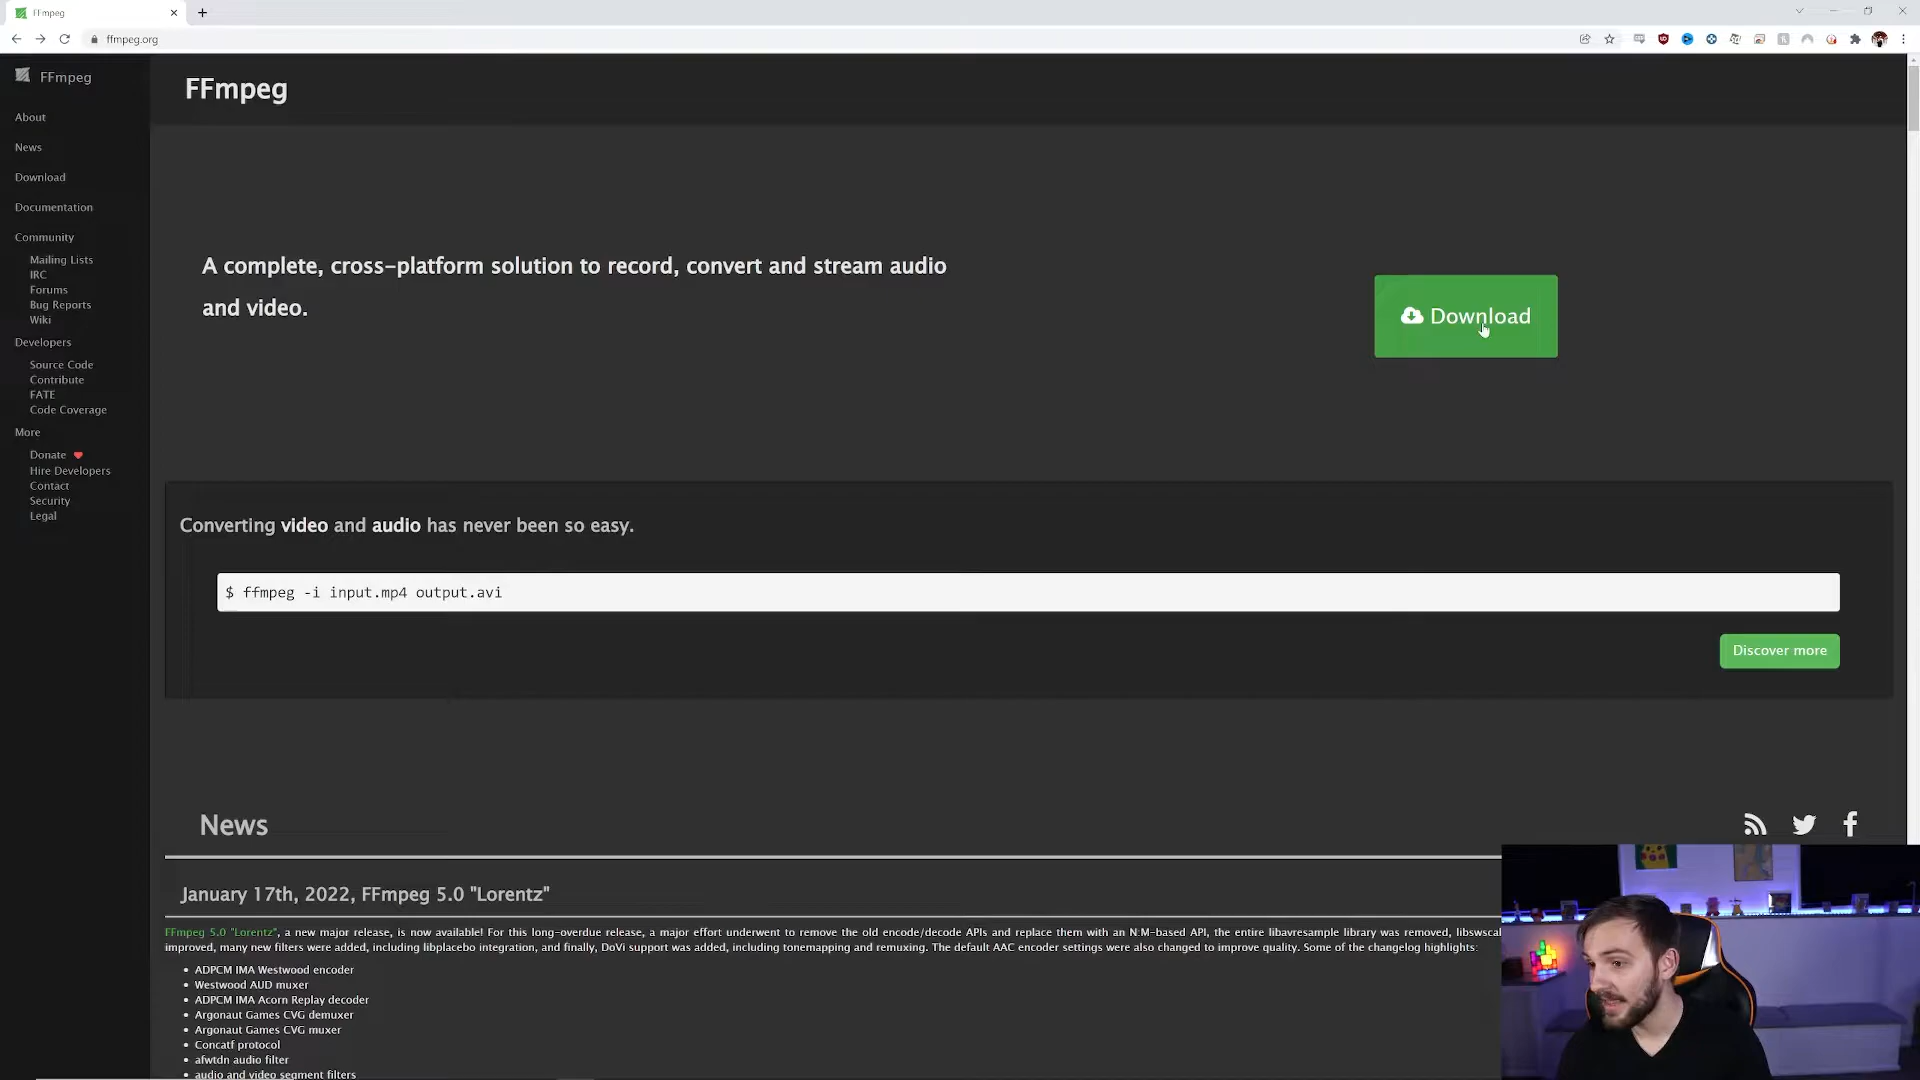 FFmpeg
ffmpeg.org
FFmpeg
About
News
Download
Documentation
Community
Mailing Lists
IRC
Forums
Bug Reports
Wiki
Developers
Source Code
Contribute
FATE
Code Coverage
More
Donate
Hire Developers
Contact
Security
Legal
FFmpeg
A complete, cross-platform solution to record, convert and stream audio
and video.
Download
Converting video and audio has never been so easy.
$ ffmpeg -i input.mp4 output.avi
Discover more
News
January 17th, 2022, FFmpeg 5.0 "Lorentz"
FFmpeg 5.0 "Lorentz", a new major release, is now available! For this long-overdue release, a major effort underwent to remove the old encode/decode APIs and replace them with an N:M-based API, the entire libavresample library was removed, libswscal
improved, many new filters were added, including libplacebo integration, and finally, DoVi support was added, including tonemapping and remuxing. The default AAC encoder settings were also changed to improve quality. Some of the changelog highlights:
• ADPCM IMA Westwood encoder
• Westwood AUD muxer
• ADPCM IMA Acorn Replay decoder
• Argonaut Games CVG demuxer
• Argonaut Games CVG muxer
• Concatf protocol
• afwtdn audio filter
• audio and video segment filters